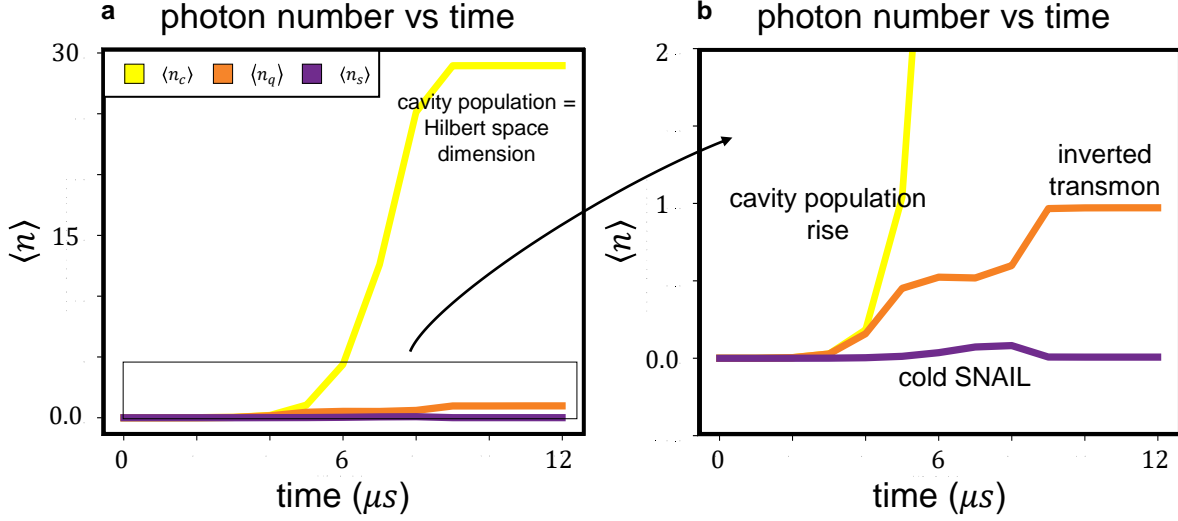 a
photon number vs time
30
15
0.0
⟨n⟩
⟨n_c⟩ ⟨n_q⟩ ⟨n_s⟩
cavity population =
Hilbert space
dimension
0 6 12
time (μs)
b
photon number vs time
2
1
0.0
⟨n⟩
cavity population
rise
inverted
transmon
cold SNAIL
0 6 12
time (μs)